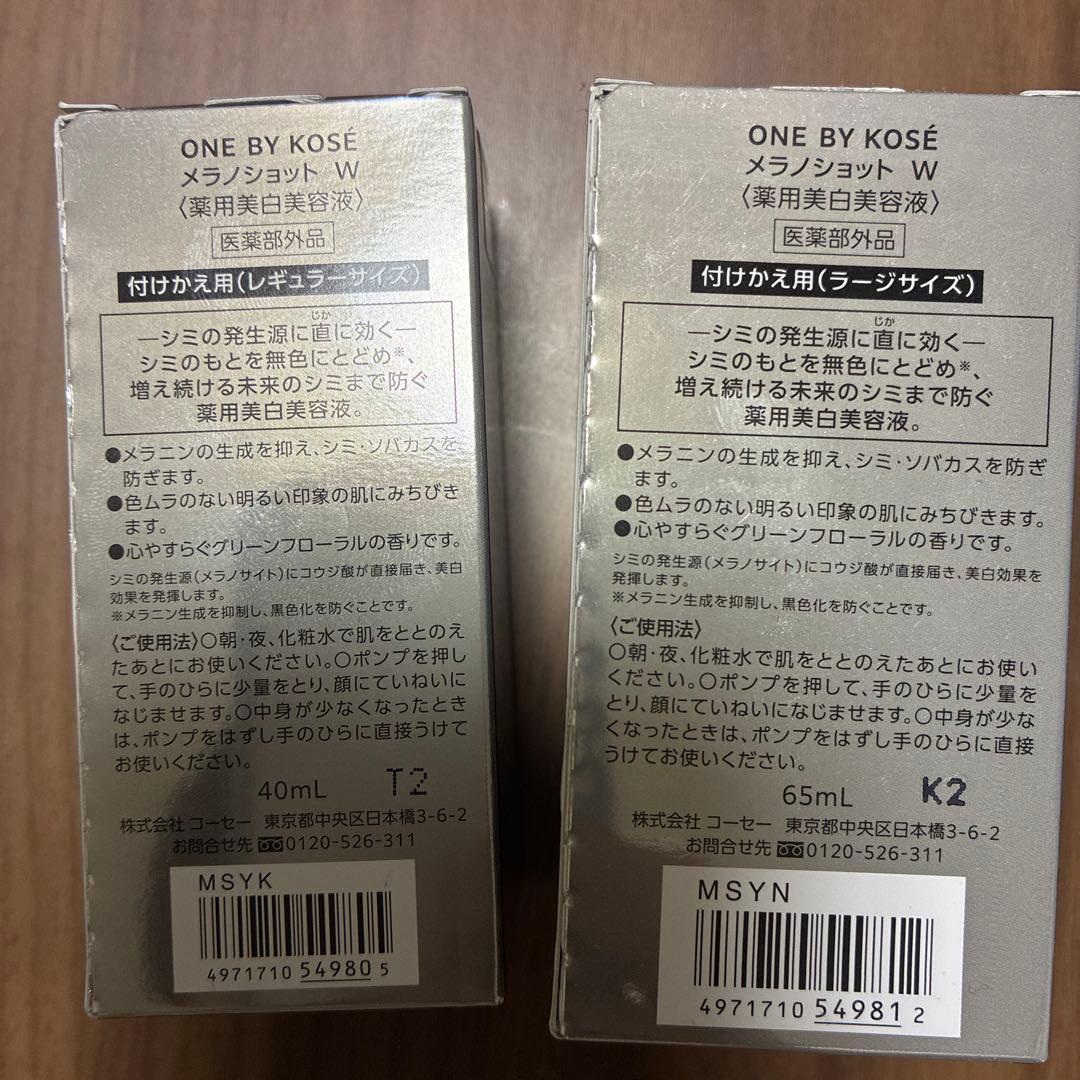 ONE BY KOSÉ
メラノショット W
〈薬用美白美容液〉
医薬部外品
付けかえ用(レギュラーサイズ)
じか
―シミの発生源に直に効く―
シミのもとを無色にとどめ※、
増え続ける未来のシミまで防ぐ
薬用美白美容液。
●メラニンの生成を抑え、シミ・ソバカスを
防ぎます。
●色ムラのない明るい印象の肌にみちびき
ます。
●心やすらぐグリーンフローラルの香りです。
シミの発生源(メラノサイト)にコウジ酸が直接届き、美白
効果を発揮します。
※メラニン生成を抑制し、黒色化を防ぐことです。
〈ご使用法〉〇朝・夜、化粧水で肌をととのえ
たあとにお使いください。〇ポンプを押し
て、手のひらに少量をとり、顔にていねいに
なじませます。〇中身が少なくなったとき
は、ポンプをはずし手のひらに直接うけて
お使いください。
40mL T2
株式会社 コーセー 東京都中央区日本橋3-6-2
お問合せ先 0120-526-311
MSYK
4971710 54980 5
ONE BY KOSÉ
メラノショット W
〈薬用美白美容液〉
医薬部外品
付けかえ用(ラージサイズ)
じか
―シミの発生源に直に効く―
シミのもとを無色にとどめ※、
増え続ける未来のシミまで防ぐ
薬用美白美容液。
●メラニンの生成を抑え、シミ・ソバカスを防ぎ
ます。
●色ムラのない明るい印象の肌にみちびきます。
●心やすらぐグリーンフローラルの香りです。
シミの発生源(メラノサイト)にコウジ酸が直接届き、美白効果を
発揮します。
※メラニン生成を抑制し、黒色化を防ぐことです。
〈ご使用法〉
〇朝・夜、化粧水で肌をととのえたあとにお使い
ください。〇ポンプを押して、手のひらに少量を
とり、顔にていねいになじませます。〇中身が少な
くなったときは、ポンプをはずし手のひらに直接
うけてお使いください。
65mL K2
株式会社 コーセー 東京都中央区日本橋3-6-2
お問合せ先 0120-526-311
MSYN
4971710 54981 2